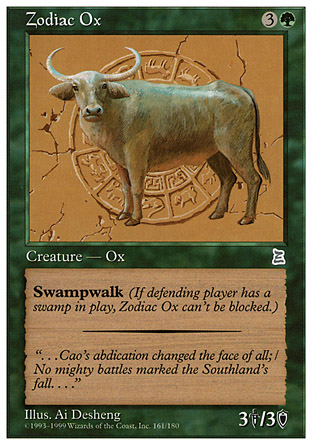 Zodiac Ox 3
Creature — Ox
Swampwalk (If defending player has a
swamp in play, Zodiac Ox can't be blocked.)
“. . . Cao's abdication changed the face of all; /
No mighty battles marked the Southland's
fall. . . .”
Illus. Ai Desheng
©1993-1999 Wizards of the Coast, Inc. 161/180
3/3